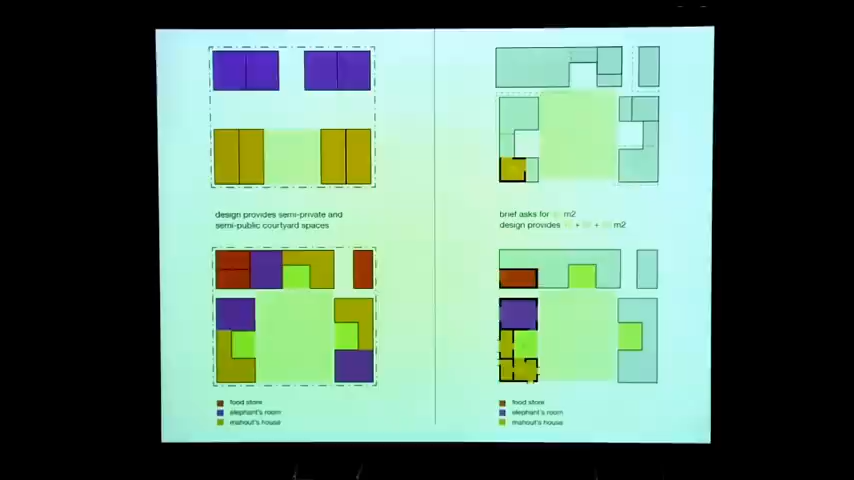 design provides semi-private and
semi-public courtyard spaces
food store
elephant's room
mahout's house
brief asks for m2
design provides + + m2
food store
elephant's room
mahout's house